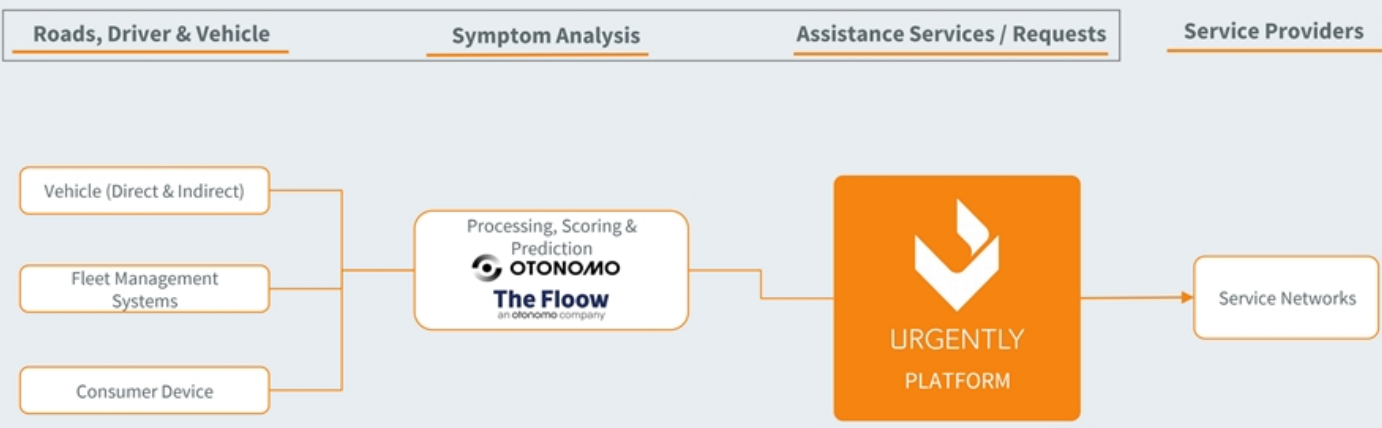 Roads, Driver & Vehicle
Symptom Analysis
Assistance Services / Requests
Service Providers
Vehicle (Direct & Indirect)
Fleet Management
Systems
Consumer Device
Processing, Scoring &
Prediction
OTONOMO
The Floow
an otonomo company
URGENTLY
PLATFORM
Service Networks